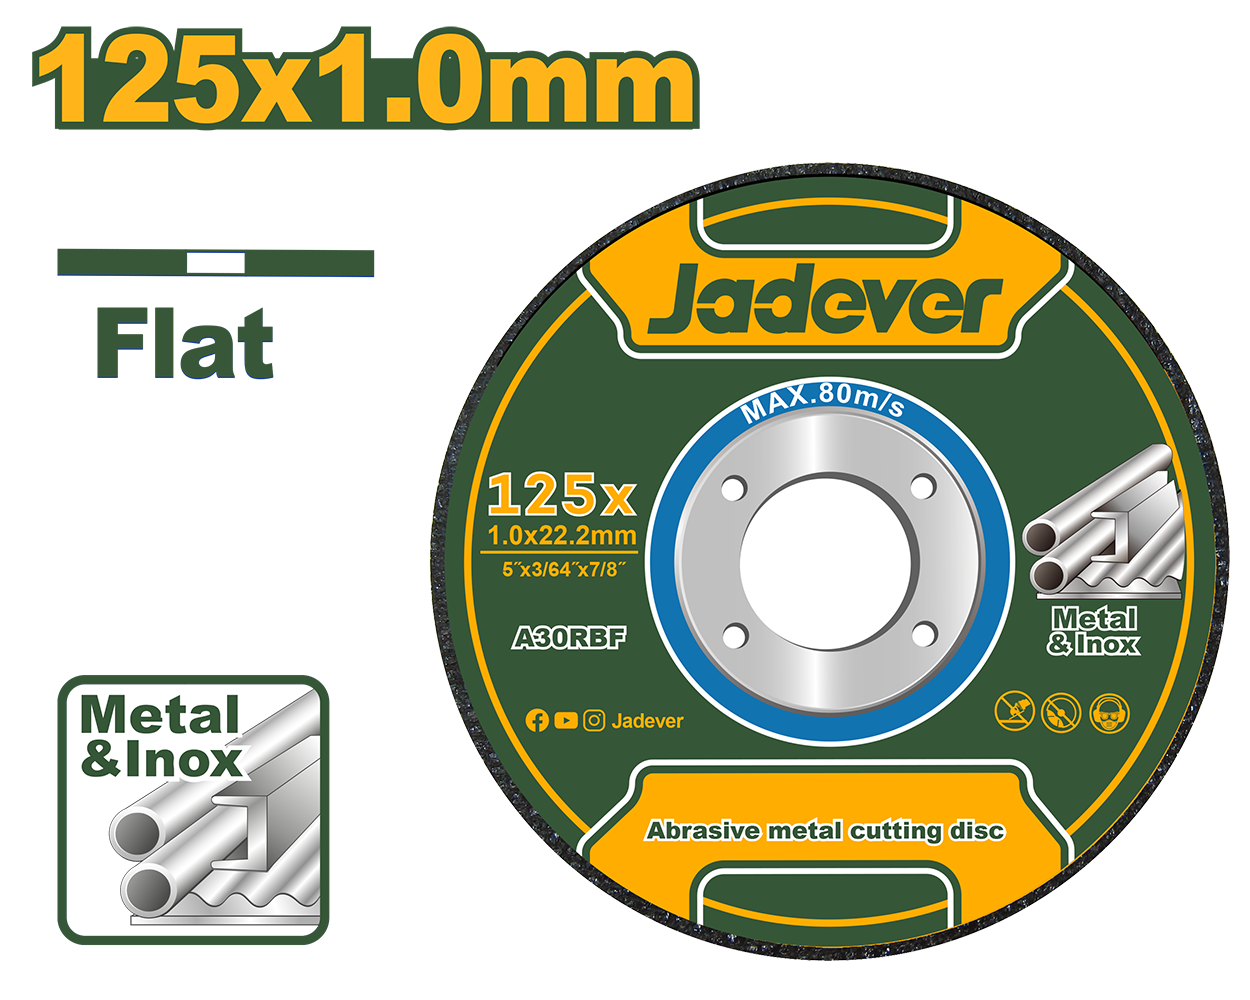 125x1.0mm
Flat
Jadever
MAX.80m/s
125x
1.0x22.2mm
5˝x3/64˝x7/8˝
A30RBF
Metal
&Inox
Jadever
Abrasive metal cutting disc
Metal
&Inox